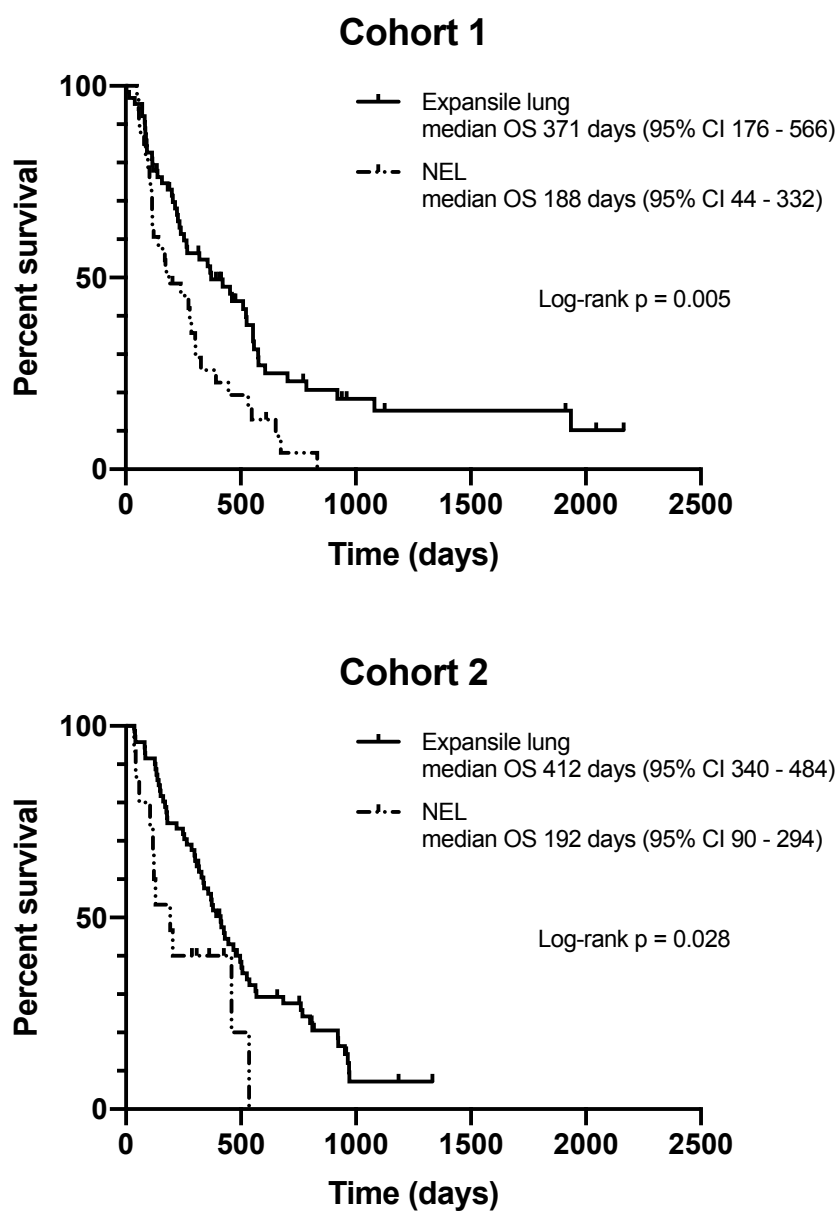 Cohort 1
Expansile lung
median OS 371 days (95% CI 176 - 566)
NEL
median OS 188 days (95% CI 44 - 332)
Log-rank p = 0.005
Percent survival
100
50
0
0 500 1000 1500 2000 2500
Time (days)
Cohort 2
Expansile lung
median OS 412 days (95% CI 340 - 484)
NEL
median OS 192 days (95% CI 90 - 294)
Log-rank p = 0.028
Percent survival
100
50
0
0 500 1000 1500 2000 2500
Time (days)